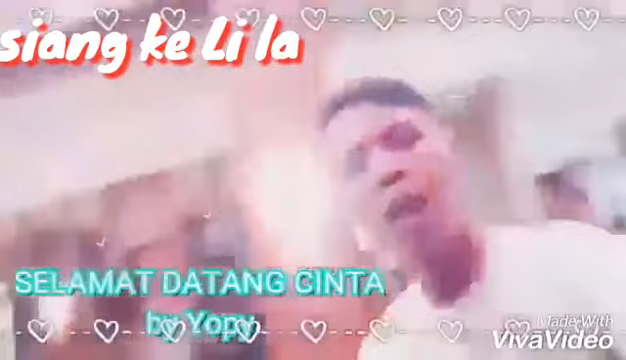 siang ke Li la
SELAMAT DATANG CINTA
by Yopy
Made With
VivaVideo